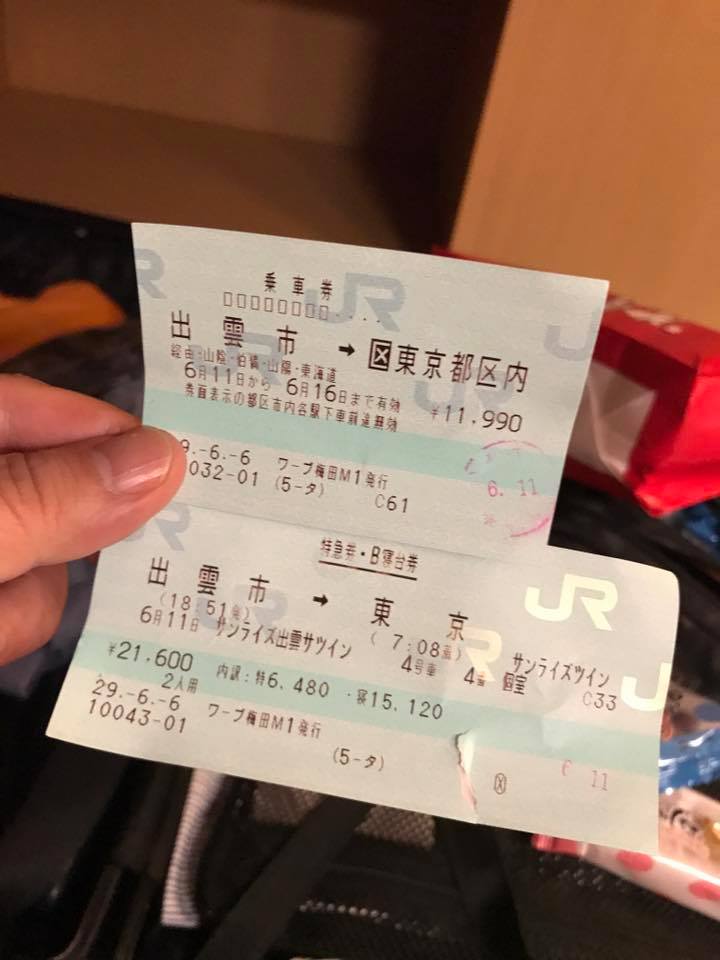 JR
乗車券
□□□□□□□□....
出雲市 → 区東京都区内
経由:山陰・伯備・山陽・東海道
6月11日から 6月16日まで有効 ¥11,990
券面表示の都区市内各駅下車前途無効
9.-6.-6 ワープ梅田M1発行
032-01 (5-タ) C61
6.11
JR
特急券・B寝台券
出雲市 → 東京
(18:51発) (7:08着)
6月11日 サンライズ出雲サツイン 4号車 4番 個室 サンライズツイン
¥21,600 内訳:特6,480・寝15,120 C33
2人用
29.-6.-6 ワープ梅田M1発行
10043-01 (5-タ)
6 11